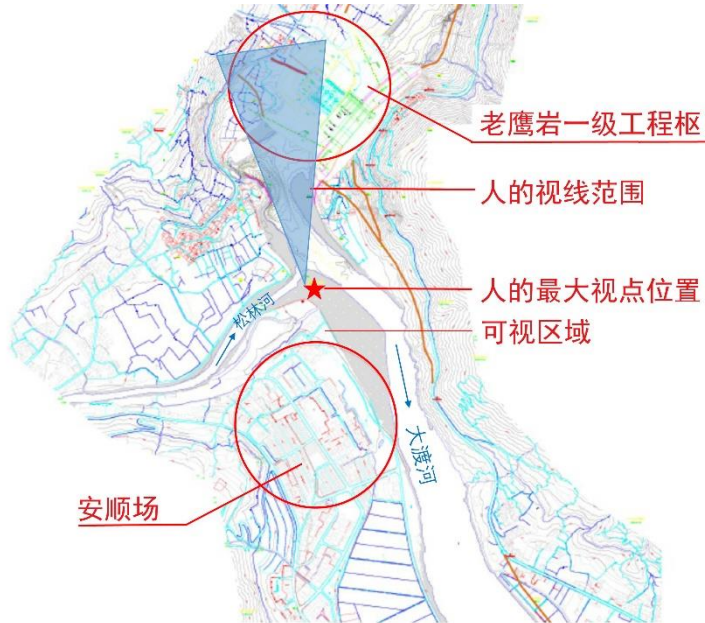 老鹰岩一级工程枢
人的视线范围
人的最大视点位置
可视区域
松林河
大渡河
安顺场